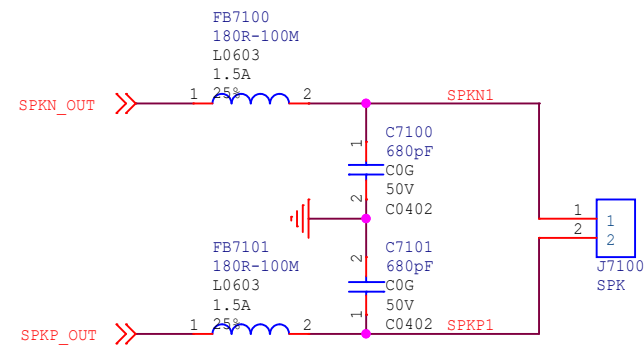 FB7100
180R-100M
L0603
1.5A
25%
SPKN_OUT
1
2
SPKN1
C7100
680pF
C0G
50V
C0402
1
2
1
2
1
2
J7100
SPK
FB7101
180R-100M
L0603
1.5A
25%
C7101
680pF
C0G
50V
C0402
2
1
SPKP_OUT
1
2
SPKP1